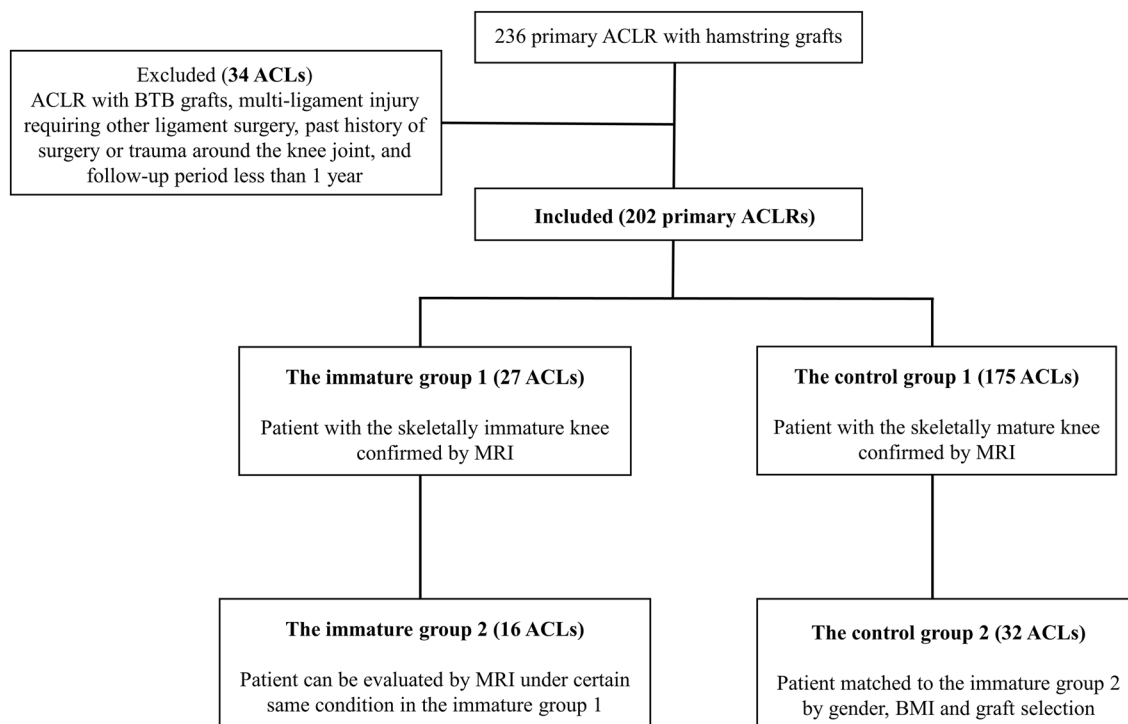 236 primary ACLR with hamstring grafts
Excluded (34 ACLs)
ACLR with BTB grafts, multi-ligament injury
requiring other ligament surgery, past history of
surgery or trauma around the knee joint, and
follow-up period less than 1 year
Included (202 primary ACLRs)
The immature group 1 (27 ACLs)
Patient with the skeletally immature knee
confirmed by MRI
The control group 1 (175 ACLs)
Patient with the skeletally mature knee
confirmed by MRI
The immature group 2 (16 ACLs)
Patient can be evaluated by MRI under certain
same condition in the immature group 1
The control group 2 (32 ACLs)
Patient matched to the immature group 2
by gender, BMI and graft selection